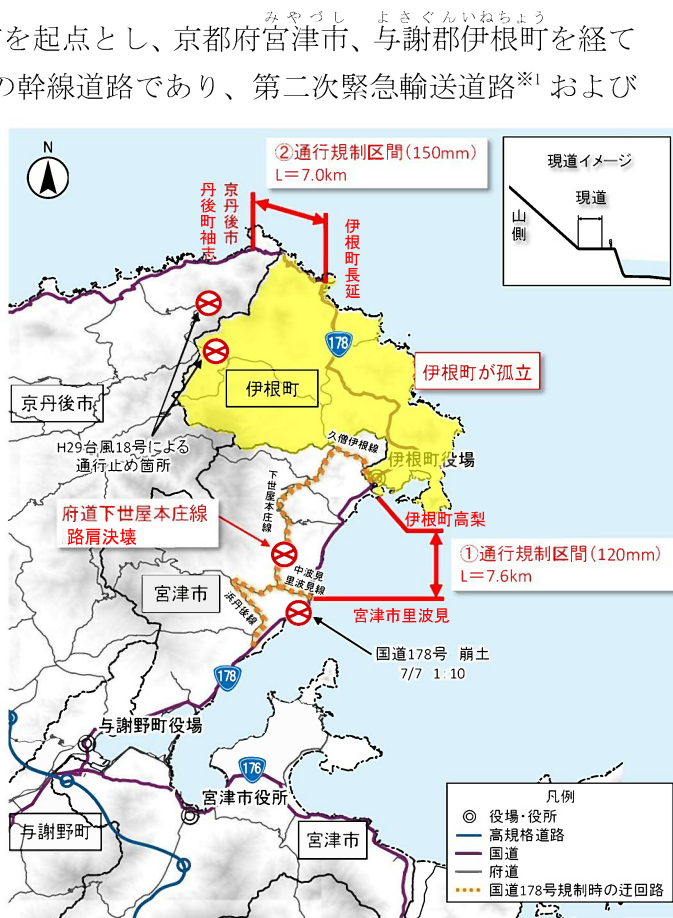 を起点とし、京都府宮津市、与謝郡伊根町を経て
みやづし よさぐんいねちょう
の幹線道路であり、第二次緊急輸送道路※1 および
N
②通行規制区間(150mm)
L=7.0km
現道イメージ
現道
山側
京丹後市
丹後町袖志
伊根町長延
178
伊根町が孤立
伊根町
京丹後市
H29台風18号による
通行止め箇所
久僧伊根線
伊根町役場
下世屋本庄線
府道下世屋本庄線
路肩決壊
伊根町高梨
①通行規制区間(120mm)
L=7.6km
中波見
里波見線
宮津市
浜丹後線
宮津市里波見
国道178号 崩土
7/7 1:10
178
与謝野町役場
176
宮津市役所
与謝野町
宮津市
凡例
役場・役所
高規格道路
国道
府道
国道178号規制時の迂回路